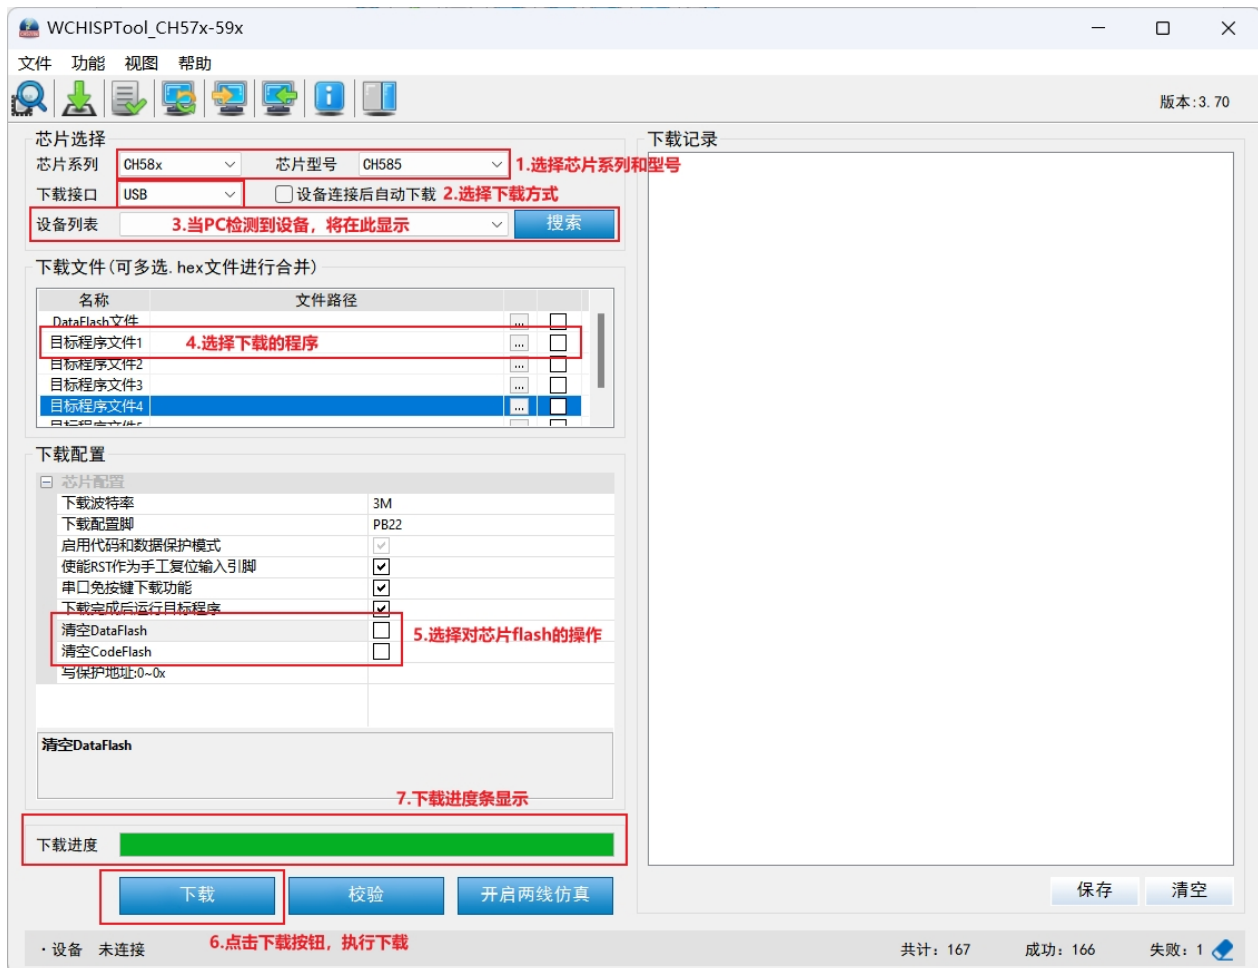 WCHISPTool_CH57x-59x
文件 功能 视图 帮助
版本:3.70
芯片选择
芯片系列 CH58x 芯片型号 CH585 1.选择芯片系列和型号
下载接口 USB 设备连接后自动下载 2.选择下载方式
设备列表 3.当PC检测到设备，将在此显示 搜索
下载文件(可多选.hex文件进行合并)
名称 文件路径
DataFlash文件 ...
目标程序文件1 4.选择下载的程序 ...
目标程序文件2 ...
目标程序文件3 ...
目标程序文件4 ...
目标程序文件5
下载配置
芯片配置
下载波特率 3M
下载配置脚 PB22
启用代码和数据保护模式
使能RST作为手工复位输入引脚
串口免按键下载功能
下载完成后运行目标程序
清空DataFlash 5.选择对芯片flash的操作
清空CodeFlash
写保护地址:0~0x
清空DataFlash
7.下载进度条显示
下载进度
下载 校验 开启两线仿真
6.点击下载按钮，执行下载
·设备 未连接
下载记录
保存 清空
共计: 167 成功: 166 失败: 1